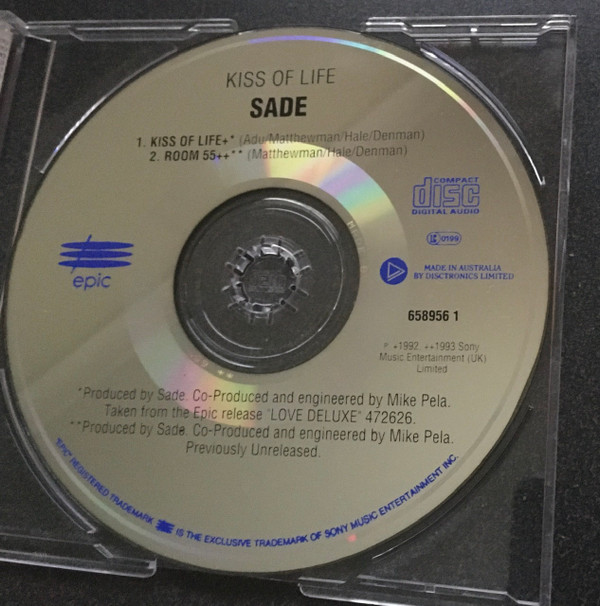 KISS OF LIFE
SADE
1. KISS OF LIFE+* (Adu/Matthewman/Hale/Denman)
2. ROOM 55++** (Matthewman/Hale/Denman)
COMPACT
disc
DIGITAL AUDIO
0199
epic
MADE IN AUSTRALIA
BY DISCTRONICS LIMITED
658956 1
P +1992, ++1993 Sony
Music Entertainment (UK)
Limited
*Produced by Sade. Co-Produced and engineered by Mike Pela.
Taken from the Epic release "LOVE DELUXE" 472626.
**Produced by Sade. Co-Produced and engineered by Mike Pela.
Previously Unreleased.
"EPIC" REGISTERED TRADEMARK IS THE EXCLUSIVE TRADEMARK OF SONY MUSIC ENTERTAINMENT INC.